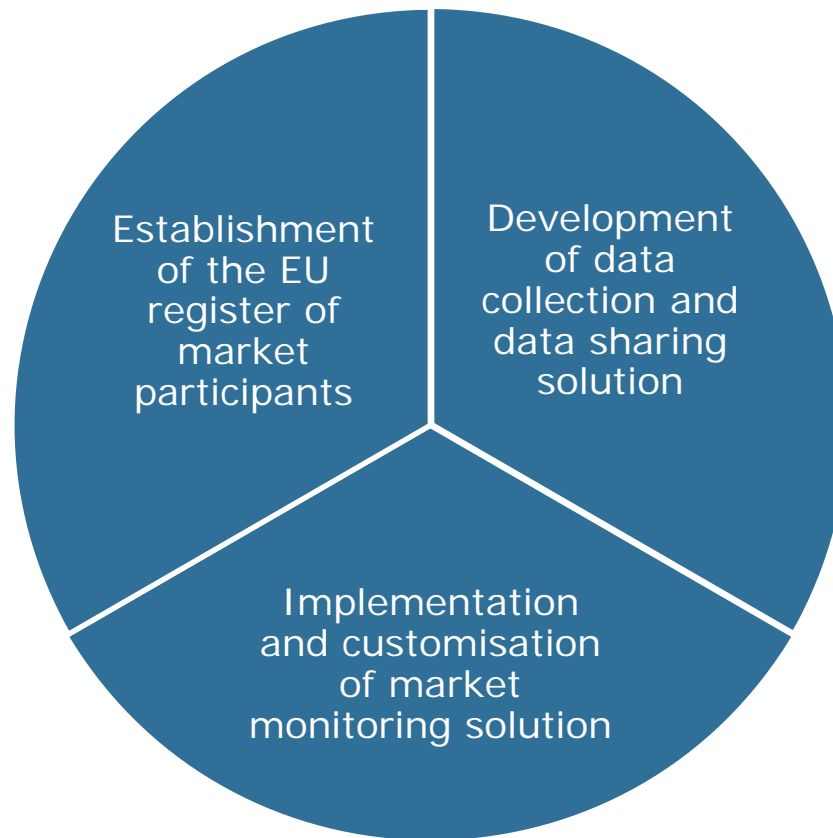 Establishment
of the EU
register of
market
participants
Development
of data
collection and
data sharing
solution
Implementation
and customisation
of market
monitoring solution